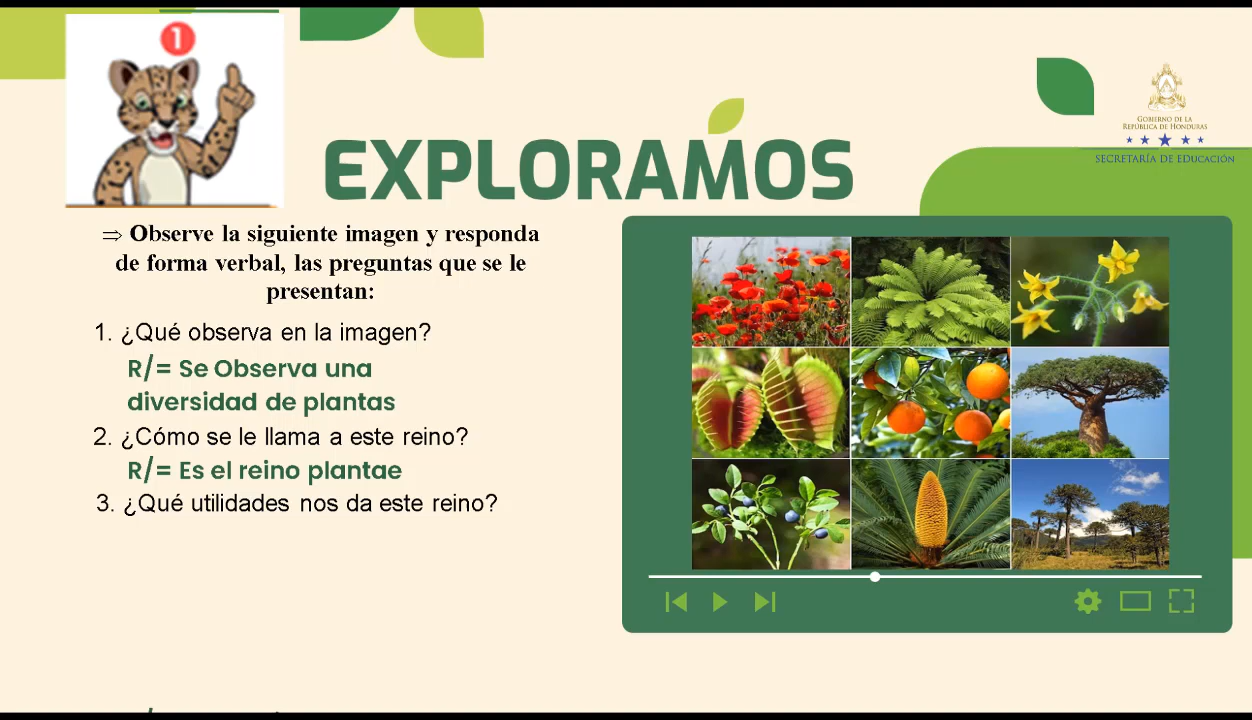 1
EXPLORAMOS
GOBIERNO DE LA
REPÚBLICA DE HONDURAS
SECRETARÍA DE EDUCACIÓN
⇒ Observe la siguiente imagen y responda
de forma verbal, las preguntas que se le
presentan:
1. ¿Qué observa en la imagen?
R/= Se Observa una
diversidad de plantas
2. ¿Cómo se le llama a este reino?
R/= Es el reino plantae
3. ¿Qué utilidades nos da este reino?